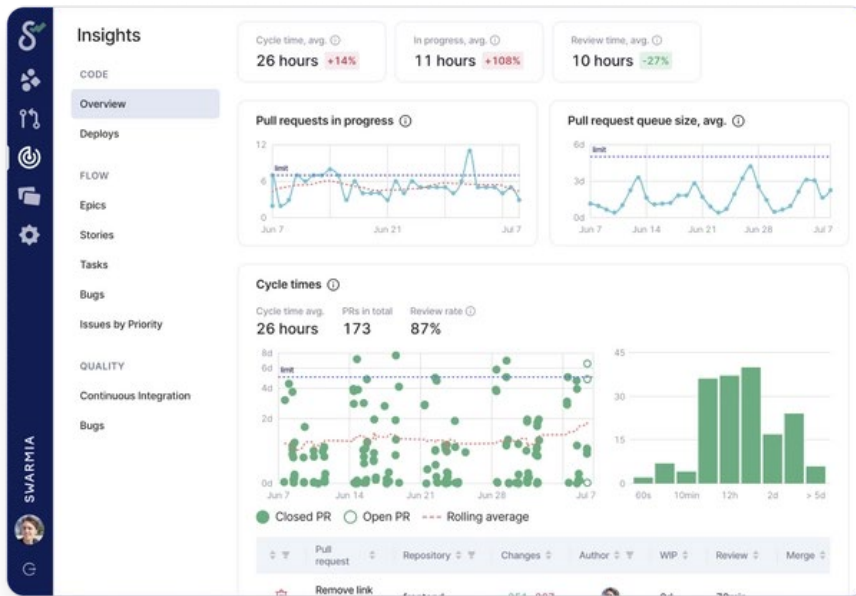 Insights
CODE
Overview
Deploys
FLOW
Epics
Stories
Tasks
Bugs
Issues by Priority
QUALITY
Continuous Integration
Bugs
SWARMIA
Cycle time, avg.
26 hours +14%
In progress, avg.
11 hours +108%
Review time, avg.
10 hours -27%
Pull requests in progress
12
limit
6
0
Jun 7 Jun 21 Jul 7
Pull request queue size, avg.
6d
limit
3d
0d
Jun 7 Jun 14 Jun 21 Jun 28 Jul 7
Cycle times
Cycle time avg. PRs in total Review rate
26 hours 173 87%
8d
6d
limit
4d
2d
0d
Jun 7 Jun 14 Jun 21 Jun 28 Jul 7
45
30
15
0
60s 10min 12h 2d > 5d
Closed PR Open PR Rolling average
Pull request Repository Changes Author WIP Review Merge
Remove link